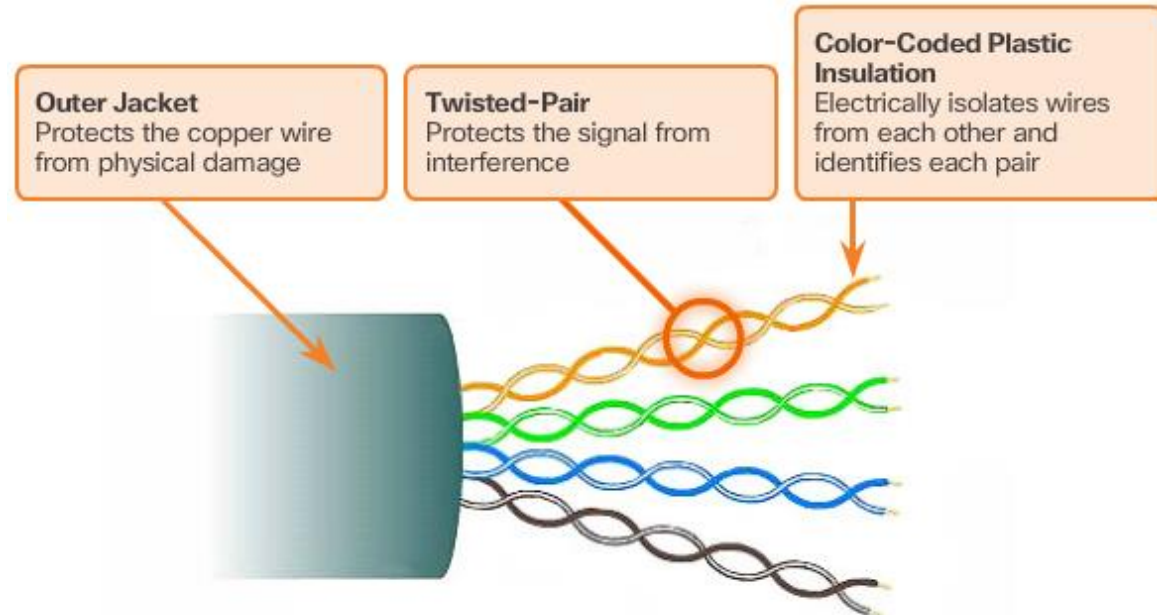 Outer Jacket
Protects the copper wire
from physical damage
Twisted-Pair
Protects the signal from
interference
Color-Coded Plastic
Insulation
Electrically isolates wires
from each other and
identifies each pair